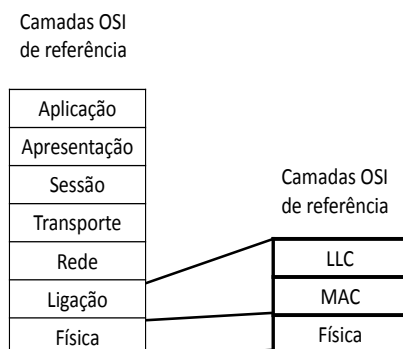 Camadas OSI
de referência
Aplicação
Apresentação
Sessão
Transporte
Rede
Ligação
Física
Camadas OSI
de referência
LLC
MAC
Física